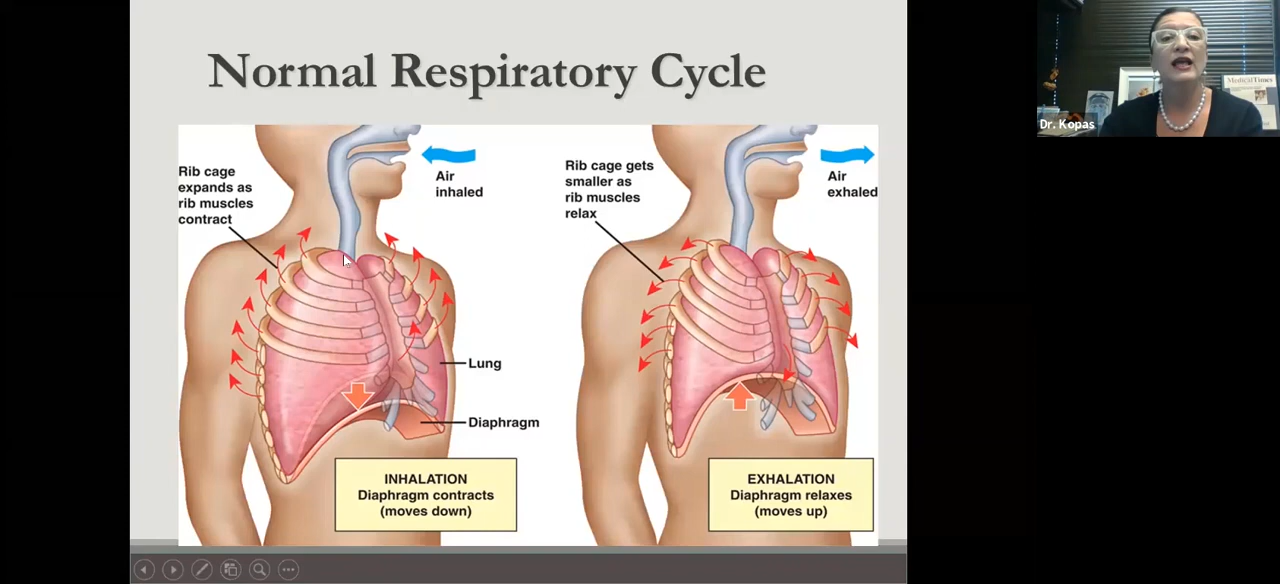 Normal Respiratory Cycle
Rib cage
expands as
rib muscles
contract
Air
inhaled
Lung
Diaphragm
INHALATION
Diaphragm contracts
(moves down)
Rib cage gets
smaller as
rib muscles
relax
Air
exhaled
EXHALATION
Diaphragm relaxes
(moves up)
Dr. Kopas
MedicalTimes